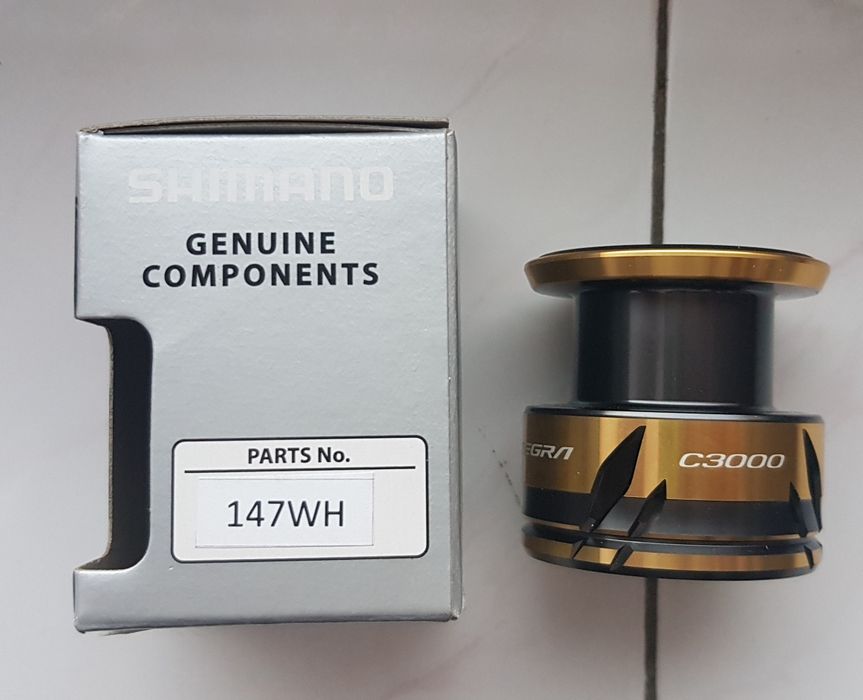 SHIMANO
GENUINE
COMPONENTS
PARTS No.
147WH
EGRA
C3000